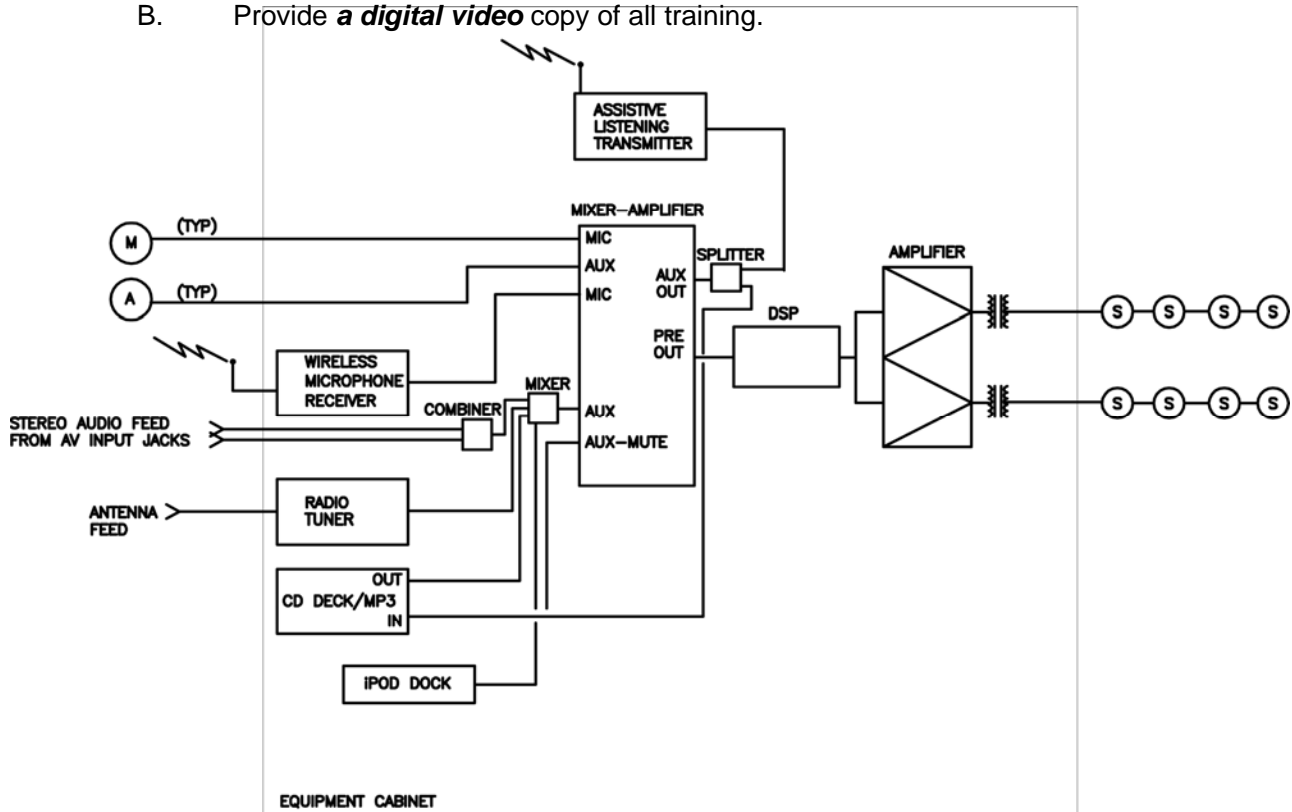 B. Provide a digital video copy of all training.
ASSISTIVE
LISTENING
TRANSMITTER
MIXER-AMPLIFIER
M
(TYP)
MIC
A
(TYP)
AUX
MIC
AUX
OUT
SPLITTER
PRE
OUT
DSP
AMPLIFIER
S S S S
S S S S
WIRELESS
MICROPHONE
RECEIVER
MIXER
COMBINER
AUX
AUX-MUTE
STEREO AUDIO FEED
FROM AV INPUT JACKS
ANTENNA
FEED
RADIO
TUNER
OUT
CD DECK/MP3
IN
iPOD DOCK
EQUIPMENT CABINET